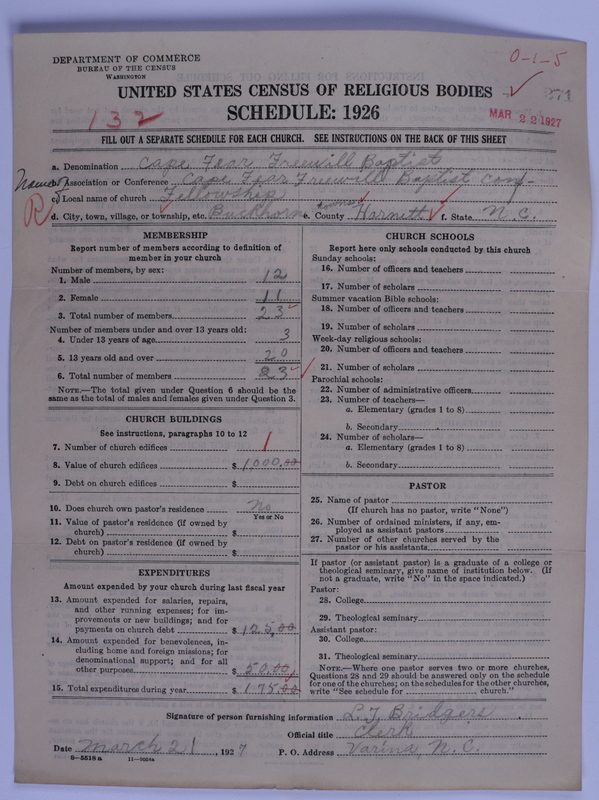 DEPARTMENT OF COMMERCE
BUREAU OF THE CENSUS
WASHINGTON
0-1-5
UNITED STATES CENSUS OF RELIGIOUS BODIES
271
SCHEDULE: 1926
132
MAR 22 1927
FILL OUT A SEPARATE SCHEDULE FOR EACH CHURCH. SEE INSTRUCTIONS ON THE BACK OF THIS SHEET
a. Denomination Cape Fear Freewill Baptist
Name of Association or Conference Cape Fear Freewill Baptist Conf-
c. Local name of church Fellowship
R d. City, town, village, or township, etc. Buckhorn e. County Harnett f. State N.C.
MEMBERSHIP
Report number of members according to definition of
member in your church
Number of members, by sex:
1. Male 12
2. Female 11
3. Total number of members 23
Number of members under and over 13 years old:
4. Under 13 years of age 3
5. 13 years old and over 20
6. Total number of members 23
NOTE.—The total given under Question 6 should be the
same as the total of males and females given under Question 3.
CHURCH BUILDINGS
See instructions, paragraphs 10 to 12
7. Number of church edifices 1
8. Value of church edifices $ 1,000.00
9. Debt on church edifices $
10. Does church own pastor's residence No
Yes or No
11. Value of pastor's residence (if owned by
church) $
12. Debt on pastor's residence (if owned by
church) $
EXPENDITURES
Amount expended by your church during last fiscal year
13. Amount expended for salaries, repairs,
and other running expenses; for im-
provements or new buildings; and for
payments on church debt $ 125.00
14. Amount expended for benevolences, in-
cluding home and foreign missions; for
denominational support; and for all
other purposes $ 50.00
15. Total expenditures during year $ 175.00
CHURCH SCHOOLS
Report here only schools conducted by this church
Sunday schools:
16. Number of officers and teachers
17. Number of scholars
Summer vacation Bible schools:
18. Number of officers and teachers
19. Number of scholars
Week-day religious schools:
20. Number of officers and teachers
21. Number of scholars
Parochial schools:
22. Number of administrative officers
23. Number of teachers—
a. Elementary (grades 1 to 8)
b. Secondary
24. Number of scholars—
a. Elementary (grades 1 to 8)
b. Secondary
PASTOR
25. Name of pastor
(If church has no pastor, write "None")
26. Number of ordained ministers, if any, em-
ployed as assistant pastors
27. Number of other churches served by the
pastor or his assistants
If pastor (or assistant pastor) is a graduate of a college or
theological seminary, give name of institution below. (If
not a graduate, write "No" in the space indicated.)
Pastor:
28. College
29. Theological seminary
Assistant pastor:
30. College
31. Theological seminary
NOTE.—Where one pastor serves two or more churches,
Questions 28 and 29 should be answered only on the schedule
for one of the churches; on the schedules for the other churches,
write "See schedule for church."
Signature of person furnishing information L. J. Bridgers
Official title Clerk
Date March 21, 1927 P. O. Address Varina, N. C.
8-5518a 11-9054a